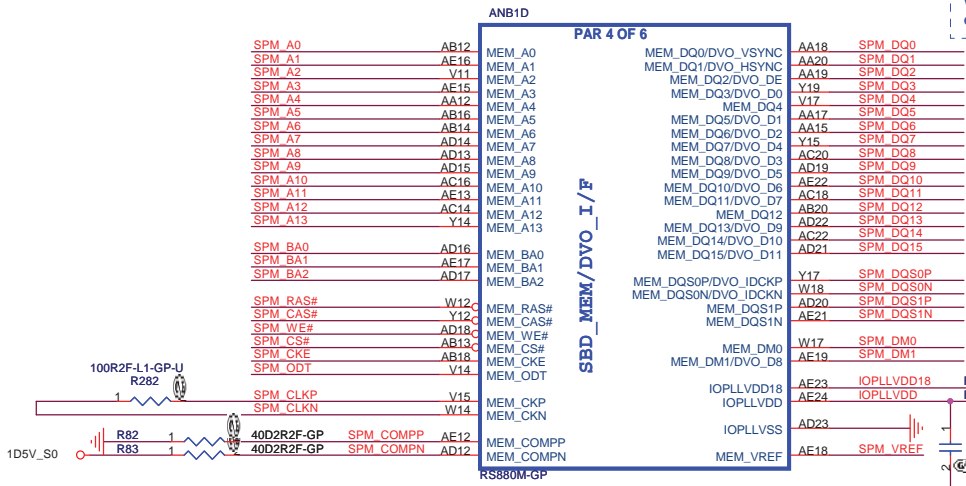 ANB1D
PAR 4 OF 6
SPM_A0 AB12 MEM_A0 MEM_DQ0/DVO_VSYNC AA18 SPM_DQ0
SPM_A1 AE16 MEM_A1 MEM_DQ1/DVO_HSYNC AA20 SPM_DQ1
SPM_A2 V11 MEM_A2 MEM_DQ2/DVO_DE AA19 SPM_DQ2
SPM_A3 AE15 MEM_A3 MEM_DQ3/DVO_D0 Y19 SPM_DQ3
SPM_A4 AA12 MEM_A4 MEM_DQ4 V17 SPM_DQ4
SPM_A5 AB16 MEM_A5 MEM_DQ5/DVO_D1 AA17 SPM_DQ5
SPM_A6 AB14 MEM_A6 MEM_DQ6/DVO_D2 AA15 SPM_DQ6
SPM_A7 AD14 MEM_A7 MEM_DQ7/DVO_D4 Y15 SPM_DQ7
SPM_A8 AD13 MEM_A8 MEM_DQ8/DVO_D3 AC20 SPM_DQ8
SPM_A9 AD15 MEM_A9 MEM_DQ9/DVO_D5 AD19 SPM_DQ9
SPM_A10 AC16 MEM_A10 MEM_DQ10/DVO_D6 AE22 SPM_DQ10
SPM_A11 AE13 MEM_A11 MEM_DQ11/DVO_D7 AC18 SPM_DQ11
SPM_A12 AC14 MEM_A12 MEM_DQ12 AB20 SPM_DQ12
SPM_A13 Y14 MEM_A13 MEM_DQ13/DVO_D9 AD22 SPM_DQ13
MEM_DQ14/DVO_D10 AC22 SPM_DQ14
SPM_BA0 AD16 MEM_BA0 MEM_DQ15/DVO_D11 AD21 SPM_DQ15
SPM_BA1 AE17 MEM_BA1
SPM_BA2 AD17 MEM_BA2 MEM_DQS0P/DVO_IDCKP Y17 SPM_DQS0P
MEM_DQS0N/DVO_IDCKN W18 SPM_DQS0N
SPM_RAS# W12 MEM_RAS# MEM_DQS1P AD20 SPM_DQS1P
SPM_CAS# Y12 MEM_CAS# MEM_DQS1N AE21 SPM_DQS1N
SPM_WE# AD18 MEM_WE#
SPM_CS# AB13 MEM_CS# MEM_DM0 W17 SPM_DM0
SPM_CKE AB18 MEM_CKE MEM_DM1/DVO_D8 AE19 SPM_DM1
SPM_ODT V14 MEM_ODT
SBD_MEM/DVO_I/F
100R2F-L1-GP-U
R282
IOPLLVDD18 AE23 IOPLLVDD18
1 2 SPM_CLKP V15 MEM_CKP IOPLLVDD AE24 IOPLLVDD
SPM_CLKN W14 MEM_CKN
IOPLLVSS AD23
R82 1 2 40D2R2F-GP SPM_COMPP AE12 MEM_COMPP
1D5V_S0 R83 1 2 40D2R2F-GP SPM_COMPN AD12 MEM_COMPN MEM_VREF AE18 SPM_VREF
1
2
RS880M-GP